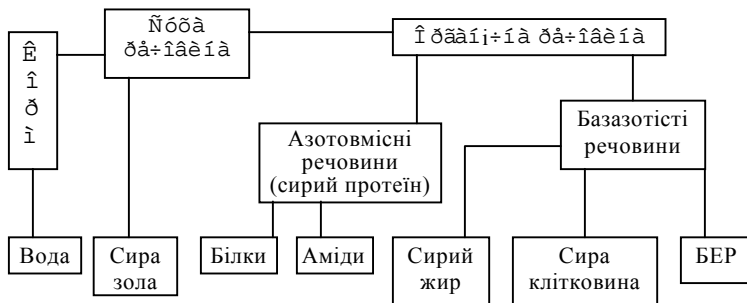 Ê
î
ð
ì
Ñóõà
ðå÷îâèíà
Îðãàíi÷íà ðå÷îâèíà
Азотовмісні
речовини
(сирий протеїн)
Базазотісті
речовини
Вода
Сира
зола
Білки
Аміди
Сирий
жир
Сира
клітковина
БЕР